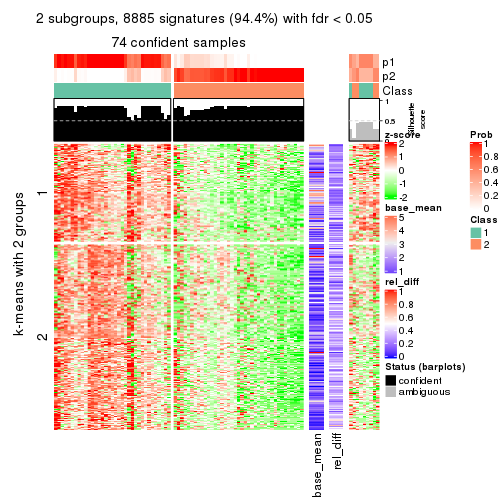 2 subgroups, 8885 signatures (94.4%) with fdr < 0.05
74 confident samples
p1
p2
Class
1
0.5
0
Silhouette
score
k-means with 2 groups
1
2
base_mean
rel_diff
z-score
2
1
0
-1
-2
base_mean
5
4
3
2
1
rel_diff
1
0.8
0.6
0.4
0.2
0
Status (barplots)
confident
ambiguous
Prob
1
0.8
0.6
0.4
0.2
0
Class
1
2